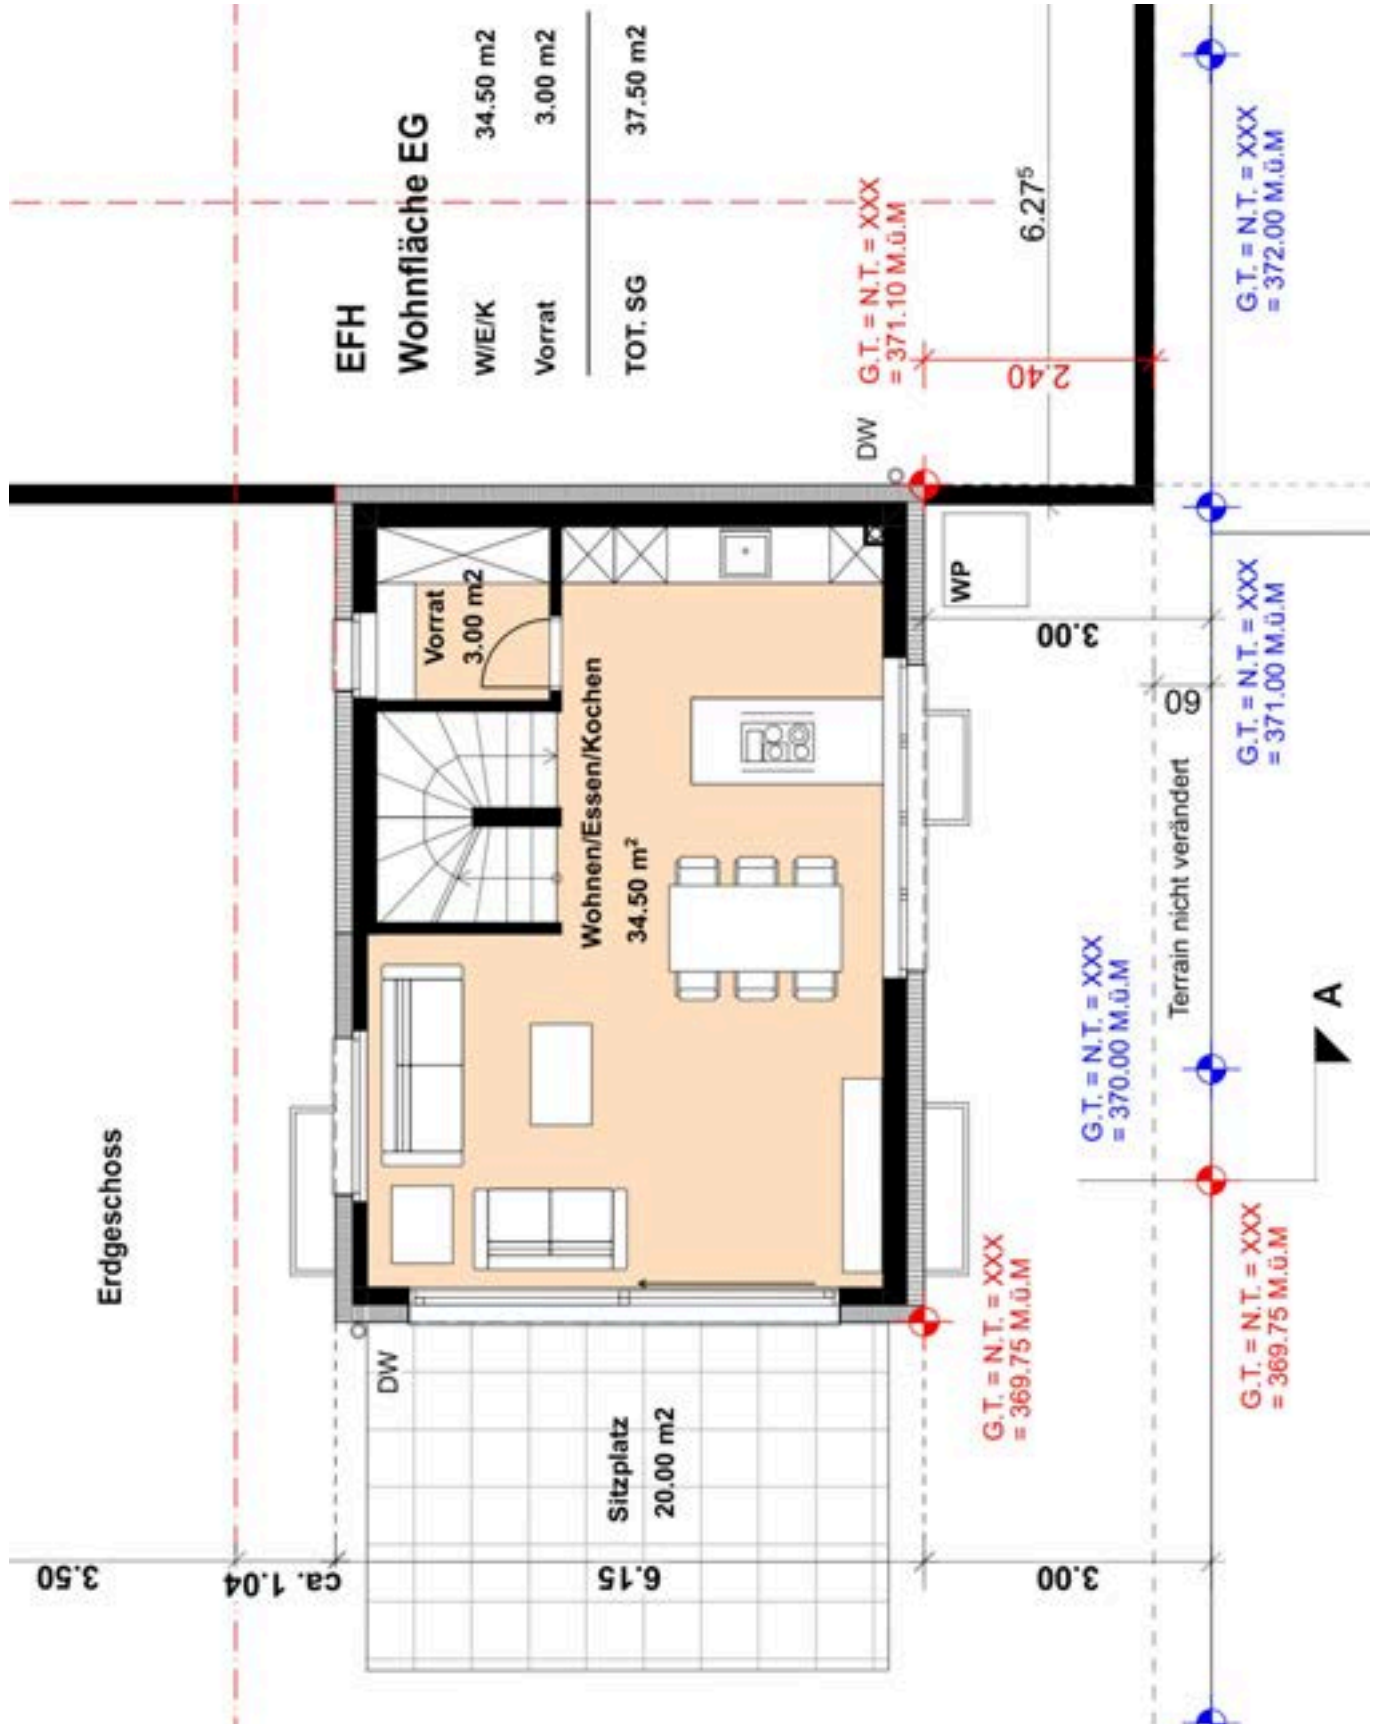 Erdgeschoss
EFH
Wohnfläche EG
W/E/K 34.50 m2
Vorrat 3.00 m2
TOT. SG 37.50 m2
Vorrat
3.00 m2
Wohnen/Essen/Kochen
34.50 m²
Sitzplatz
20.00 m2
DW
DW
WP
3.50
ca. 1.04
6.15
3.00
3.00
60
2.40
6.27⁵
Terrain nicht verändert
A
G.T. = N.T. = XXX
= 371.10 M.ü.M
G.T. = N.T. = XXX
= 372.00 M.ü.M
G.T. = N.T. = XXX
= 371.00 M.ü.M
G.T. = N.T. = XXX
= 370.00 M.ü.M
G.T. = N.T. = XXX
= 369.75 M.ü.M
G.T. = N.T. = XXX
= 369.75 M.ü.M